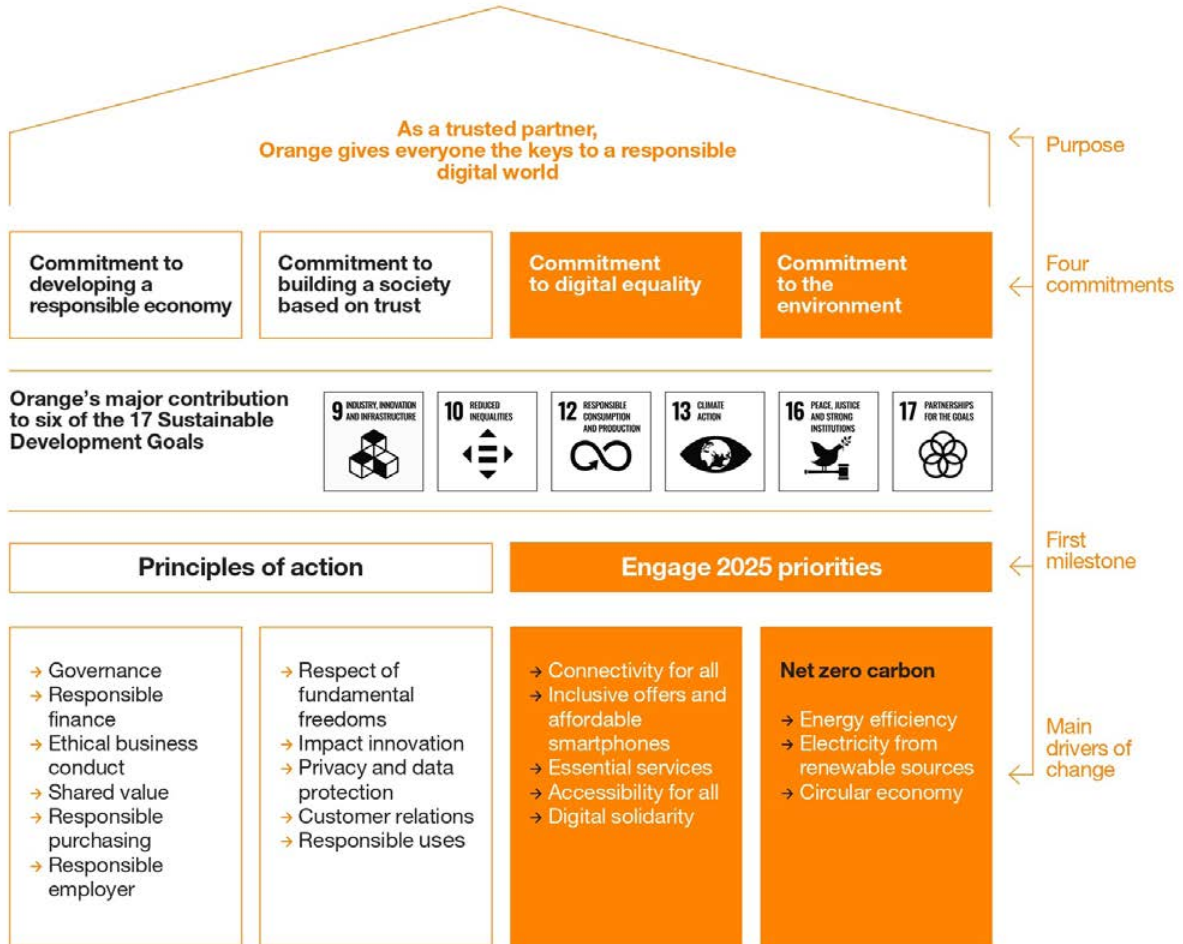 As a trusted partner,
Orange gives everyone the keys to a responsible
digital world
Purpose
Commitment to
developing a
responsible economy
Commitment to
building a society
based on trust
Commitment
to digital equality
Commitment
to the
environment
Four
commitments
Orange's major contribution
to six of the 17 Sustainable
Development Goals
9 INDUSTRY, INNOVATION
AND INFRASTRUCTURE
10 REDUCED
INEQUALITIES
12 RESPONSIBLE
CONSUMPTION
AND PRODUCTION
13 CLIMATE
ACTION
16 PEACE, JUSTICE
AND STRONG
INSTITUTIONS
17 PARTNERSHIPS
FOR THE GOALS
Principles of action
Engage 2025 priorities
First
milestone
→ Governance
→ Responsible
finance
→ Ethical business
conduct
→ Shared value
→ Responsible
purchasing
→ Responsible
employer
→ Respect of
fundamental
freedoms
→ Impact innovation
→ Privacy and data
protection
→ Customer relations
→ Responsible uses
→ Connectivity for all
→ Inclusive offers and
affordable
smartphones
→ Essential services
→ Accessibility for all
→ Digital solidarity
Net zero carbon
→ Energy efficiency
→ Electricity from
renewable sources
→ Circular economy
Main
drivers of
change